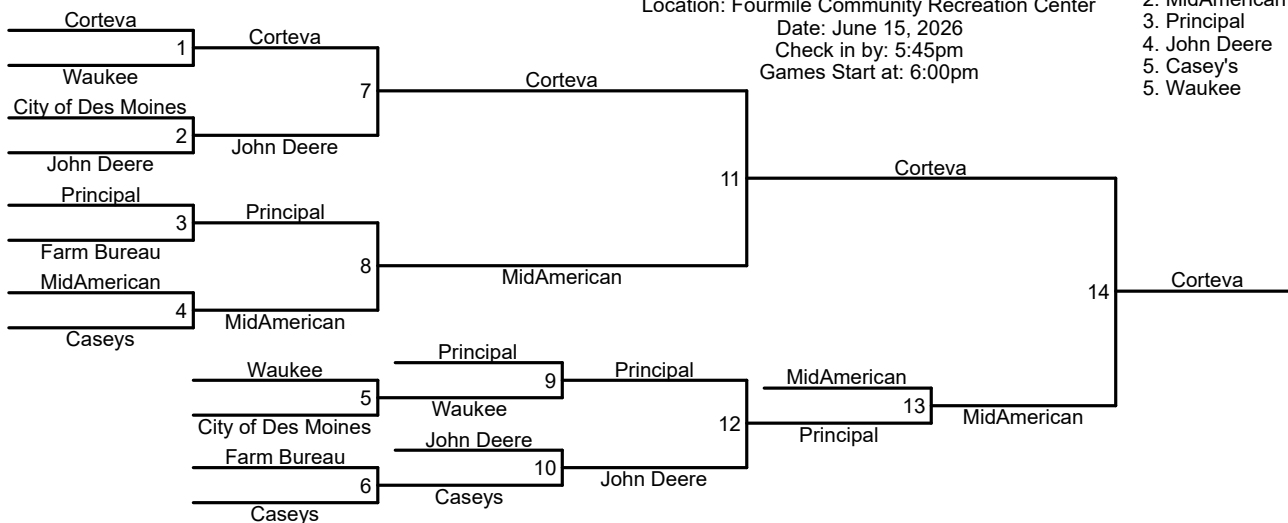 Location: Fourmile Community Recreation Center
Date: June 15, 2026
Check in by: 5:45pm
Games Start at: 6:00pm
2. MidAmerican
3. Principal
4. John Deere
5. Casey's
5. Waukee
Corteva
1
Waukee
City of Des Moines
2
John Deere
Principal
3
Farm Bureau
MidAmerican
4
Caseys
Corteva
7
John Deere
Principal
8
MidAmerican
Waukee
5
City of Des Moines
Farm Bureau
6
Caseys
Principal
9
Waukee
John Deere
10
Caseys
Corteva
11
MidAmerican
Principal
12
John Deere
MidAmerican
13
Principal
Corteva
14
MidAmerican
Corteva